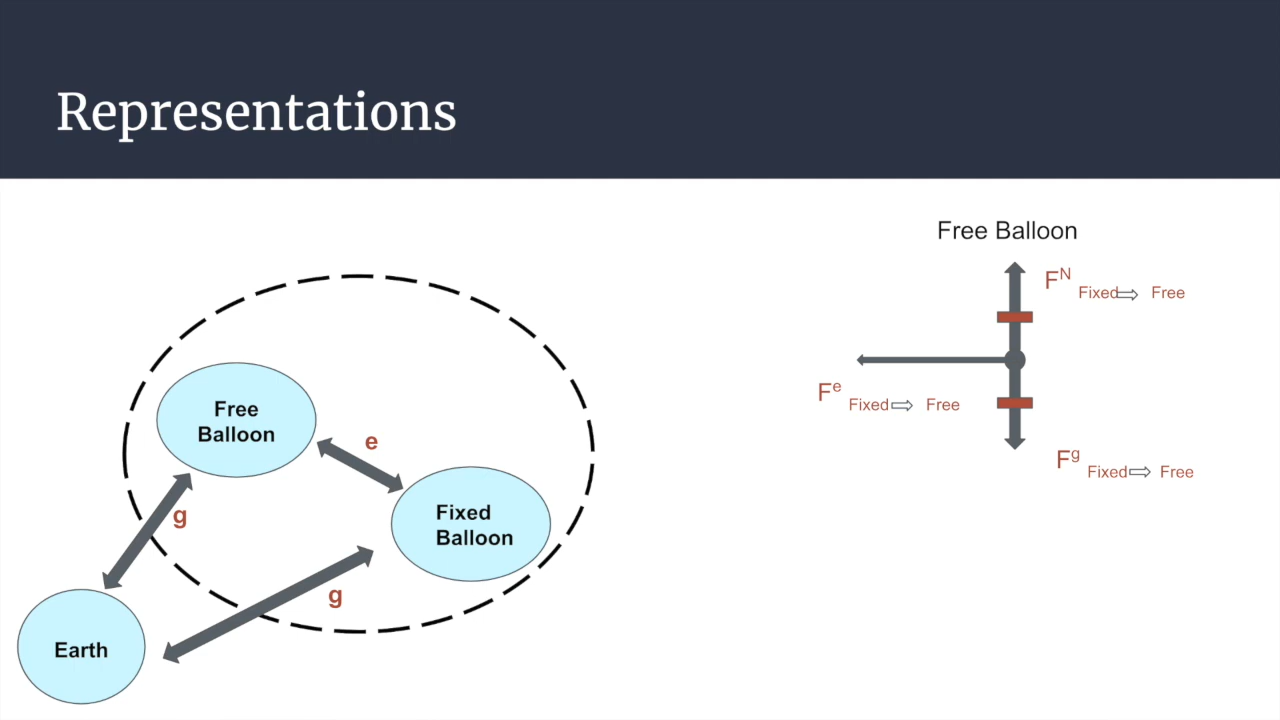 Representations
Free Balloon
F^N Fixed⇨ Free
F^e Fixed⇨ Free
F^g Fixed⇨ Free
Free
Balloon
e
Fixed
Balloon
g
g
Earth